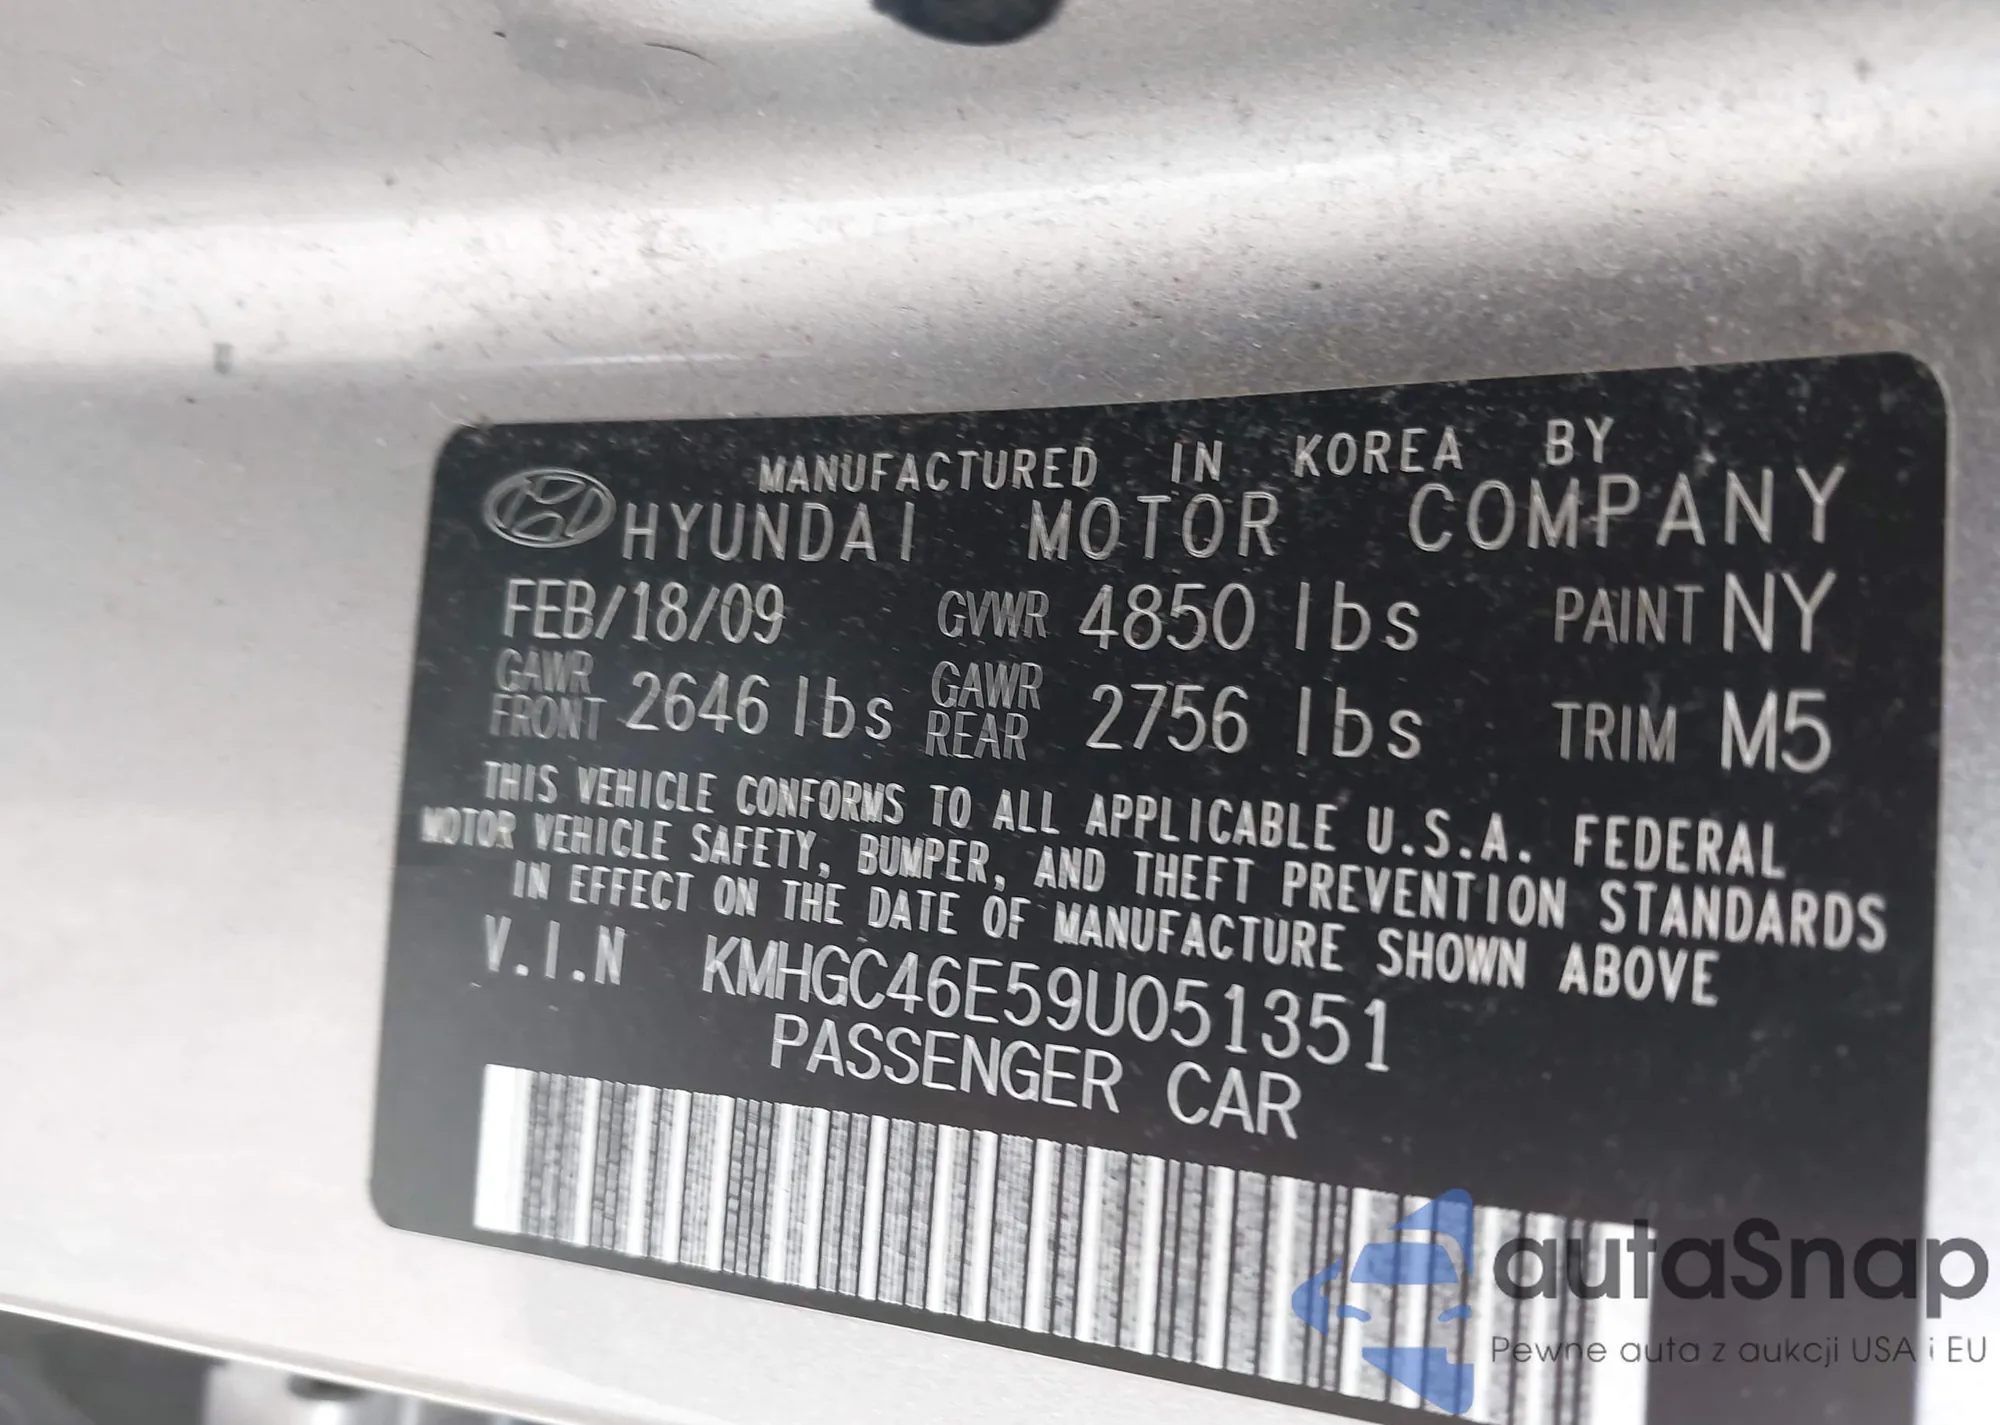 MANUFACTURED IN KOREA BY
HYUNDAI MOTOR COMPANY
FEB/18/09 GVWR 4850 lbs PAINT NY
GAWR FRONT 2646 lbs GAWR REAR 2756 lbs TRIM M5
THIS VEHICLE CONFORMS TO ALL APPLICABLE U.S.A. FEDERAL
MOTOR VEHICLE SAFETY, BUMPER, AND THEFT PREVENTION STANDARDS
IN EFFECT ON THE DATE OF MANUFACTURE SHOWN ABOVE
V.I.N KMHGC46E59U051351
PASSENGER CAR
autaSnap
Pewne auta z aukcji USA i EU